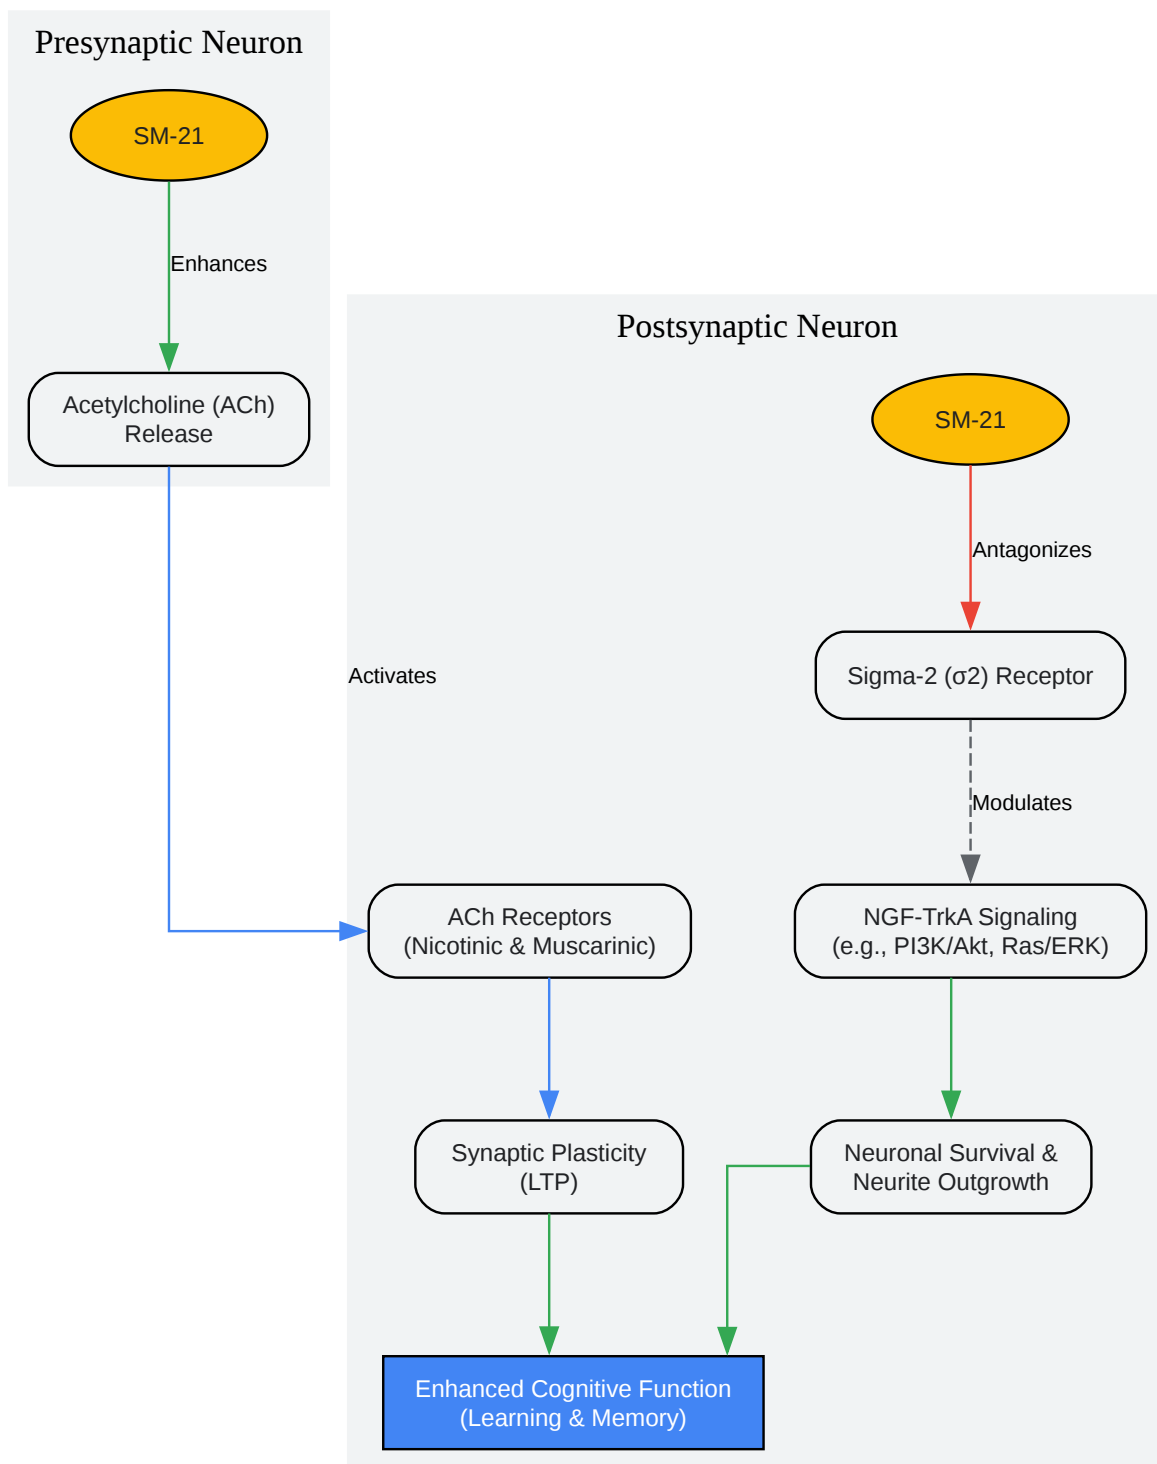 Presynaptic Neuron
SM-21
Enhances
Acetylcholine (ACh)
Release
Postsynaptic Neuron
SM-21
Antagonizes
Activates
Sigma-2 (σ2) Receptor
Modulates
ACh Receptors
(Nicotinic & Muscarinic)
NGF-TrkA Signaling
(e.g., PI3K/Akt, Ras/ERK)
Synaptic Plasticity
(LTP)
Neuronal Survival &
Neurite Outgrowth
Enhanced Cognitive Function
(Learning & Memory)